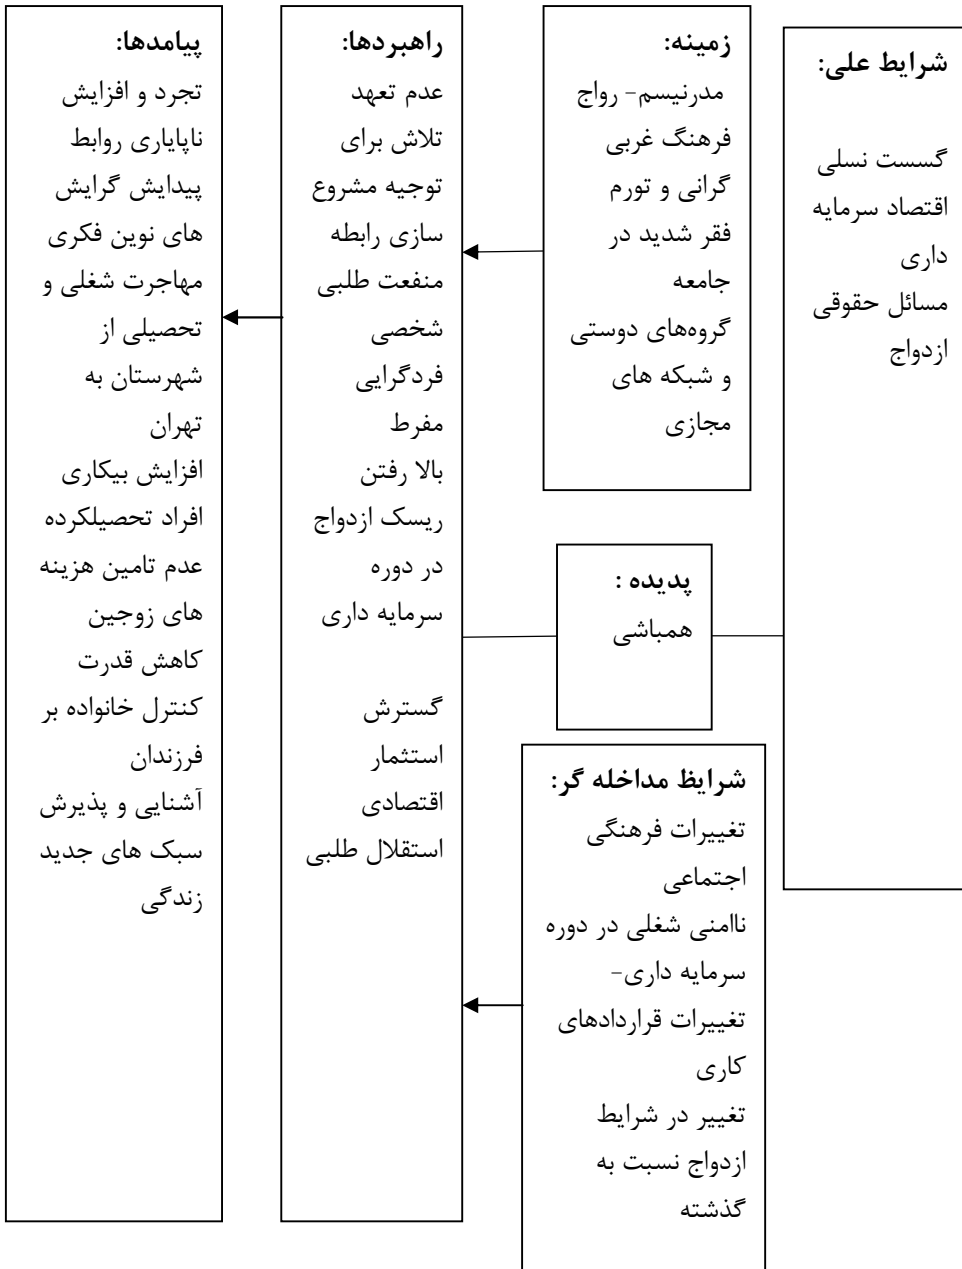 شرایط علی:
گسست نسلی
اقتصاد سرمایه
داری
مسائل حقوقی
ازدواج
زمینه:
مدرنیسم- رواج
فرهنگ غربی
گرانی و تورم
فقر شدید در
جامعه
گروه‌های دوستی
و شبکه های
مجازی
پدیده :
همباشی
شرایظ مداخله گر:
تغییرات فرهنگی
اجتماعی
ناامنی شغلی در دوره
سرمایه داری-
تغییرات قراردادهای
کاری
تغییر در شرایط
ازدواج نسبت به
گذشته
راهبردها:
عدم تعهد
تلاش برای
توجیه مشروع
سازی رابطه
منفعت طلبی
شخصی
فردگرایی
مفرط
بالا رفتن
ریسک ازدواج
در دوره
سرمایه داری
گسترش
استثمار
اقتصادی
استقلال طلبی
پیامدها:
تجرد و افزایش
ناپایاری روابط
پیدایش گرایش
های نوین فکری
مهاجرت شغلی و
تحصیلی از
شهرستان به
تهران
افزایش بیکاری
افراد تحصیلکرده
عدم تامین هزینه
های زوجین
کاهش قدرت
کنترل خانواده بر
فرزندان
آشنایی و پذیرش
سبک های جدید
زندگی